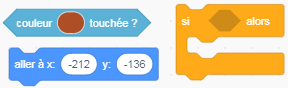 couleur touchée ?
si alors
aller à x: -212 y: -136